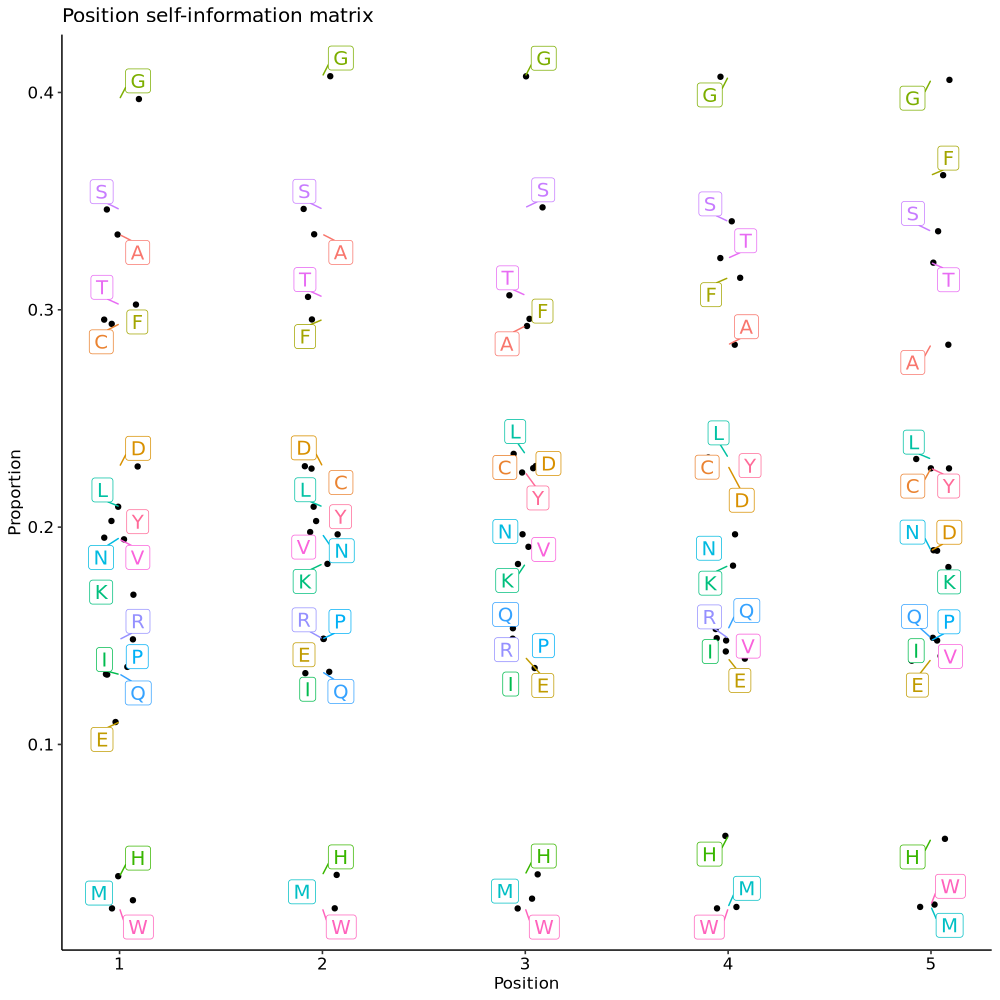 Position self-information matrix
G G G G G
F
S S S S S
T
A A T T
T T F F
F C F A A A
L L L
D D C D C Y Y C Y
L L C D
Y Y N N D
N V V N V N
K K K K K
R R P Q Q Q P
E R P R V
I P I V
I Q I Q I E E E
E
H H H H H
M M M M W
W W W W M
0.4
0.3
0.2
0.1
Proportion
1 2 3 4 5
Position